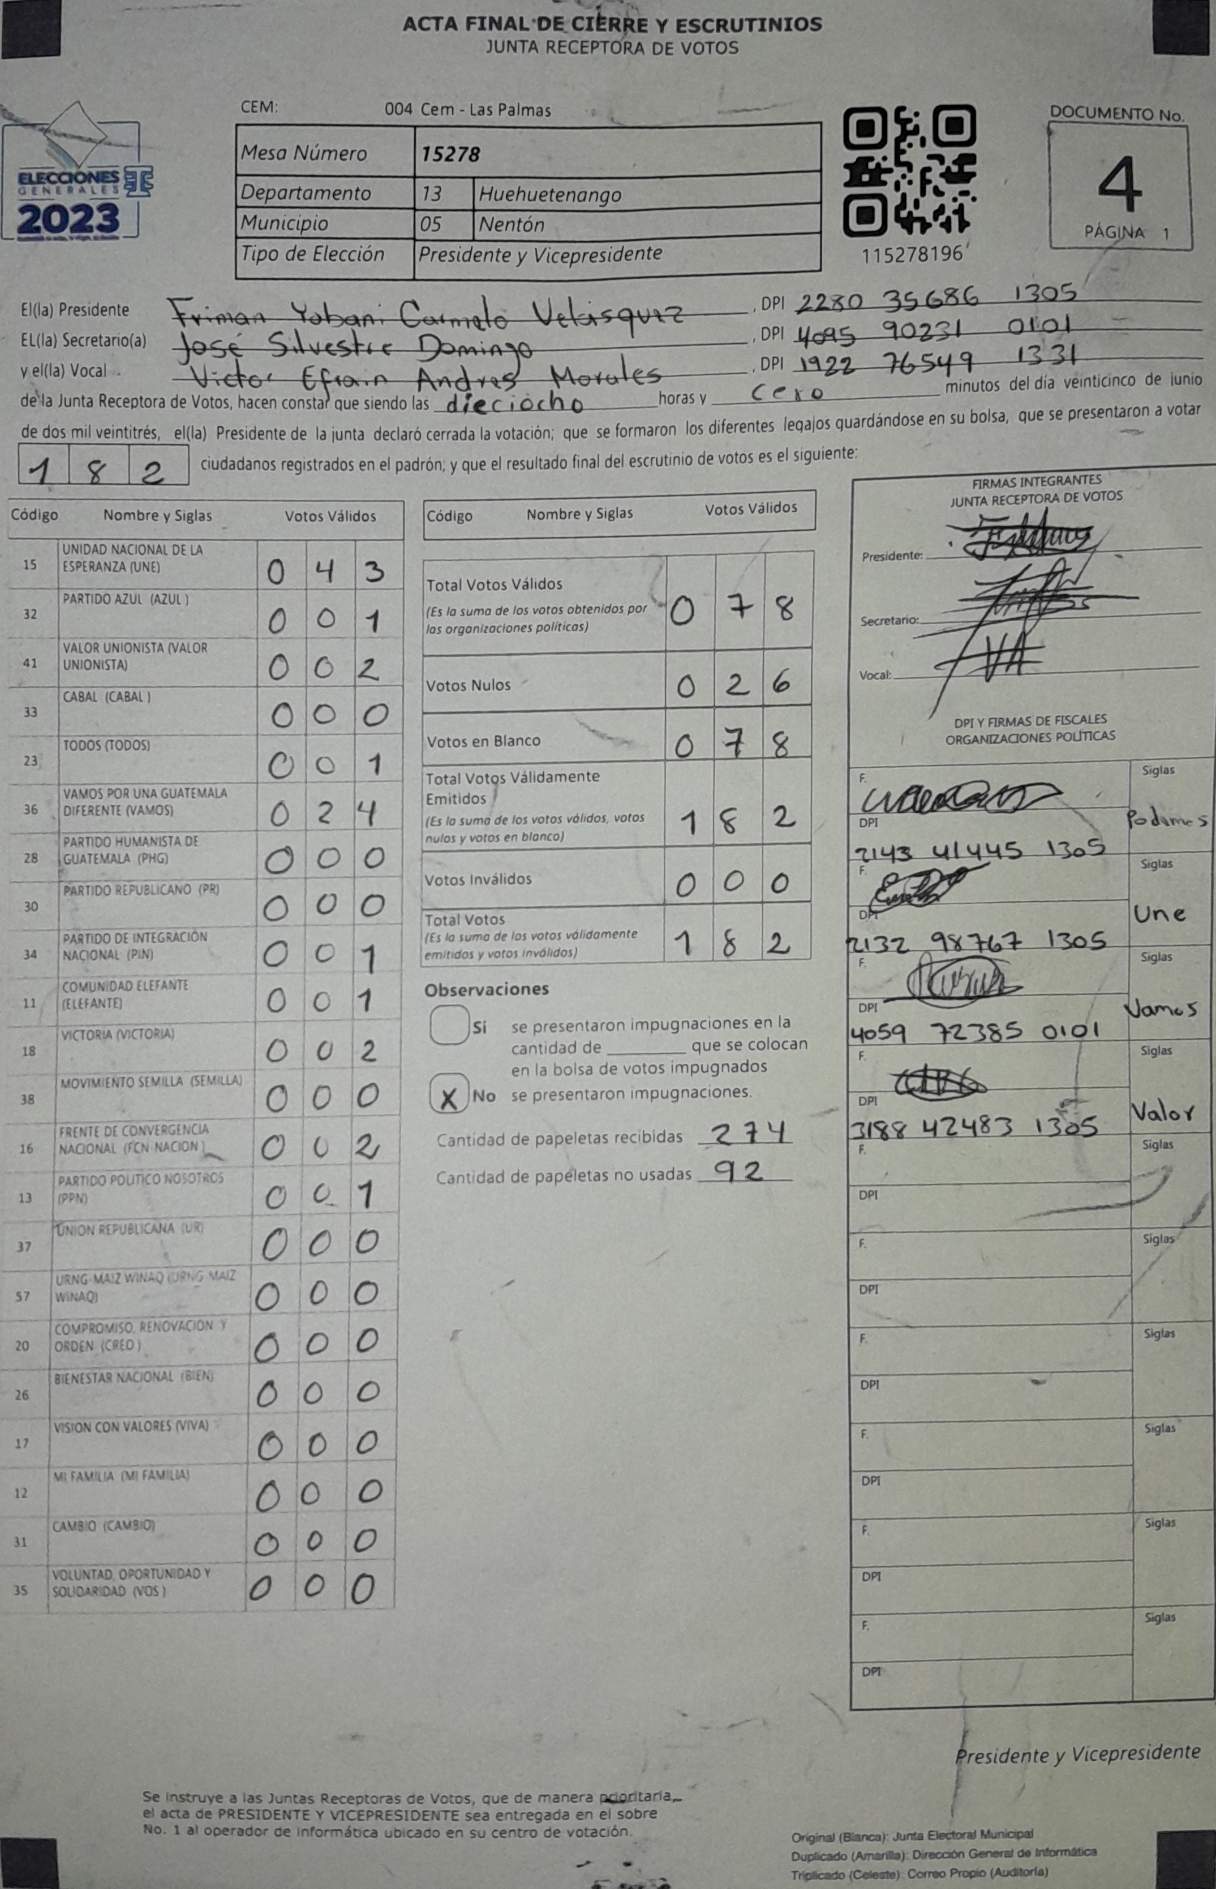 ACTA FINAL DE CIERRE Y ESCRUTINIOS
JUNTA RECEPTORA DE VOTOS
CEM: 004 Cem - Las Palmas
ELECCIONES
GENERALES
2023
Mesa Número 15278
Departamento 13 Huehuetenango
Municipio 05 Nentón
Tipo de Elección Presidente y Vicepresidente
115278196
DOCUMENTO No.
4
PÁGINA 1
El(la) Presidente Friman Yobani Carmelo Velásquez, DPI 2280 35686 1305
EL(la) Secretario(a) José Silvestre Domingo, DPI 4095 90231 0101
y el(la) Vocal Victor Efrain Andres Morales, DPI 1922 76549 1331
de la Junta Receptora de Votos, hacen constar que siendo las dieciocho horas y cero minutos del día veinticinco de junio
de dos mil veintitrés, el(la) Presidente de la junta declaró cerrada la votación; que se formaron los diferentes legajos guardándose en su bolsa, que se presentaron a votar
182 ciudadanos registrados en el padrón; y que el resultado final del escrutinio de votos es el siguiente:
Código Nombre y Siglas Votos Válidos
15 UNIDAD NACIONAL DE LA ESPERANZA (UNE) 0 4 3
32 PARTIDO AZUL (AZUL ) 0 0 1
41 VALOR UNIONISTA (VALOR UNIONISTA) 0 0 2
33 CABAL (CABAL ) 0 0 0
23 TODOS (TODOS) 0 0 1
36 VAMOS POR UNA GUATEMALA DIFERENTE (VAMOS) 0 2 4
28 PARTIDO HUMANISTA DE GUATEMALA (PHG) 0 0 0
30 PARTIDO REPUBLICANO (PR) 0 0 0
34 PARTIDO DE INTEGRACIÓN NACIONAL (PIN) 0 0 1
11 COMUNIDAD ELEFANTE (ELEFANTE) 0 0 1
18 VICTORIA (VICTORIA) 0 0 2
38 MOVIMIENTO SEMILLA (SEMILLA) 0 0 0
16 FRENTE DE CONVERGENCIA NACIONAL (FCN NACION ) 0 0 2
13 PARTIDO POLITICO NOSOTROS (PPN) 0 0 1
37 UNION REPUBLICANA (UR) 0 0 0
57 URNG-MAIZ WINAQ (URNG-MAIZ WINAQ) 0 0 0
20 COMPROMISO, RENOVACION Y ORDEN (CREO ) 0 0 0
26 BIENESTAR NACIONAL (BIEN) 0 0 0
17 VISION CON VALORES (VIVA) 0 0 0
12 MI FAMILIA (MI FAMILIA) 0 0 0
31 CAMBIO (CAMBIO) 0 0 0
35 VOLUNTAD, OPORTUNIDAD Y SOLIDARIDAD (VOS ) 0 0 0
Código Nombre y Siglas Votos Válidos
Total Votos Válidos
(Es la suma de los votos obtenidos por las organizaciones políticas) 0 7 8
Votos Nulos 0 2 6
Votos en Blanco 0 7 8
Total Votos Válidamente Emitidos
(Es la suma de los votos válidos, votos nulos y votos en blanco) 1 8 2
Votos Inválidos 0 0 0
Total Votos
(Es la suma de los votos válidamente emitidos y votos inválidos) 1 8 2
Observaciones
Si se presentaron impugnaciones en la
cantidad de ________ que se colocan
en la bolsa de votos impugnados
X No se presentaron impugnaciones.
Cantidad de papeletas recibidas 274
Cantidad de papeletas no usadas 92
FIRMAS INTEGRANTES
JUNTA RECEPTORA DE VOTOS
Presidente:
Secretario:
Vocal:
DPI Y FIRMAS DE FISCALES
ORGANIZACIONES POLÍTICAS
F. Siglas
DPI Podemos
2143 41445 1305
F. Siglas
DPI Une
2132 98767 1305
F. Siglas
DPI Vamos
4059 72385 0101
F. Siglas
DPI Valor
3188 42483 1305
F. Siglas
DPI
F. Siglas
DPI
F. Siglas
DPI
F. Siglas
DPI
F. Siglas
DPI
F. Siglas
DPI
Presidente y Vicepresidente
Se instruye a las Juntas Receptoras de Votos, que de manera prioritaria,
el acta de PRESIDENTE Y VICEPRESIDENTE sea entregada en el sobre
No. 1 al operador de informática ubicado en su centro de votación.
Original (Blanca): Junta Electoral Municipal
Duplicado (Amarilla): Dirección General de Informática
Triplicado (Celeste): Correo Propio (Auditoría)